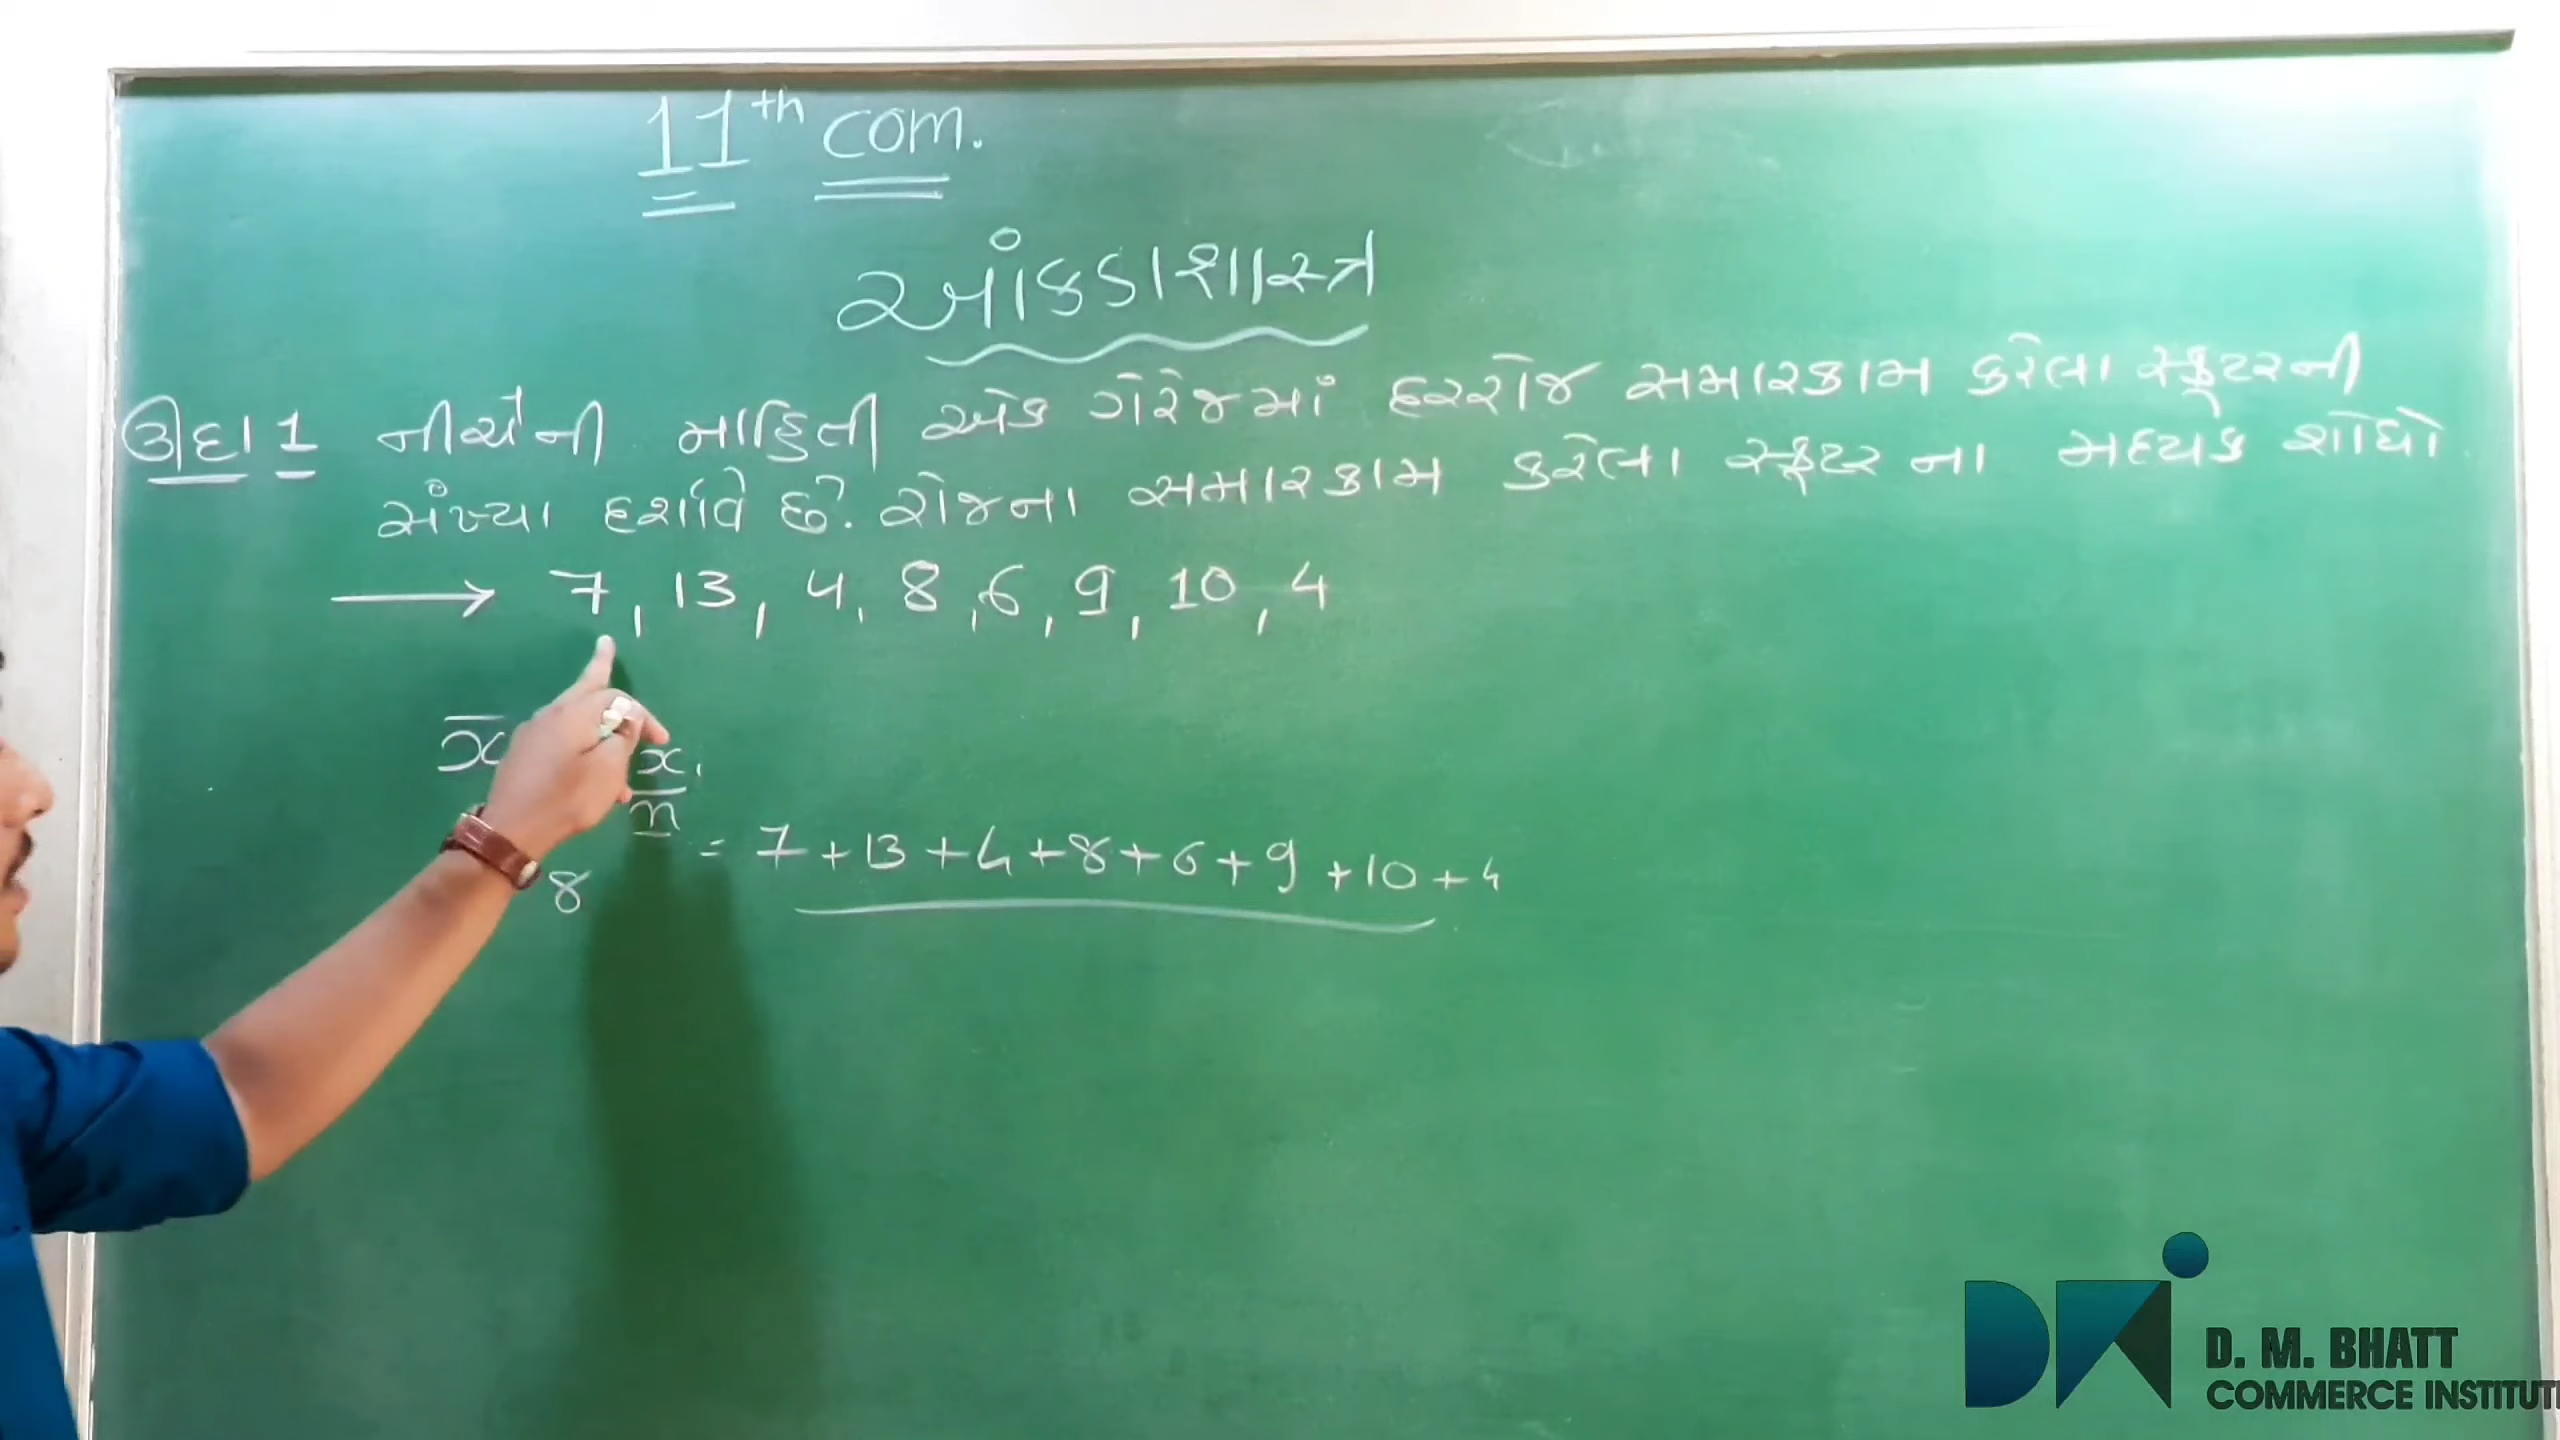 11th com.
આંકડાશાસ્ત્ર
ઉદા 1 નીચેની માહિતી એક ગેરેજમાં દરરોજ સમારકામ કરેલા સ્કૂટરની
સંખ્યા દર્શાવે છે. રોજના સમારકામ કરેલા સ્કૂટર ના મધ્યક શોધો.
→ 7, 13, 4, 8, 6, 9, 10, 4
x̄ x
n
= 7+13+4+8+6+9+10+4
8
D. M. BHATT
COMMERCE INSTITUT